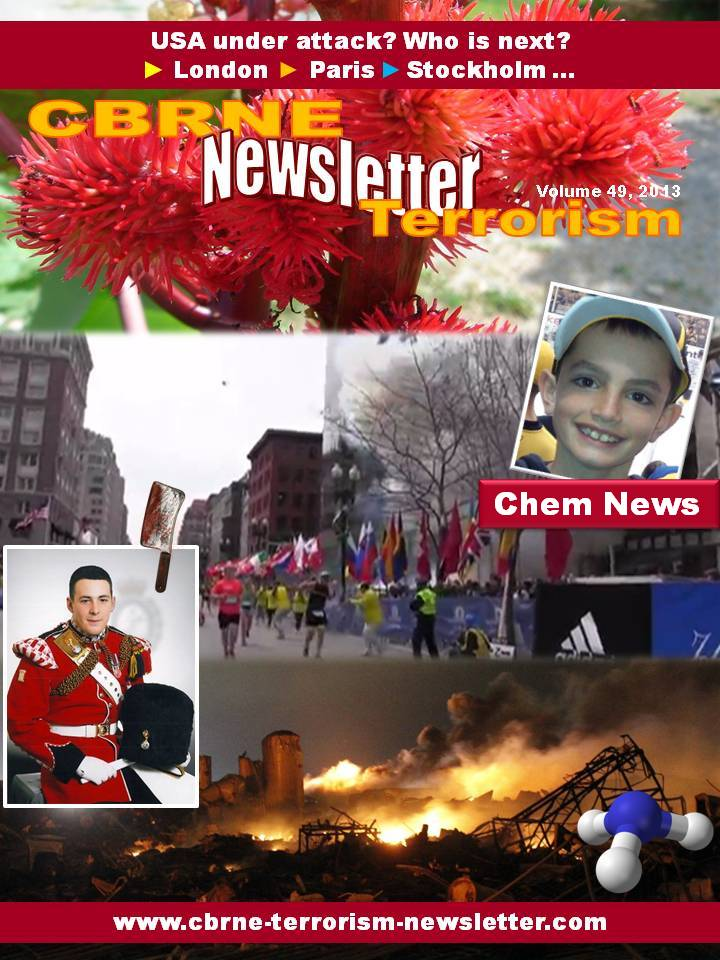 USA under attack? Who is next?
► London ► Paris ► Stockholm ...
CBRNE
Newsletter
Volume 49, 2013
Terrorism
Chem News
adidas
www.cbrne-terrorism-newsletter.com